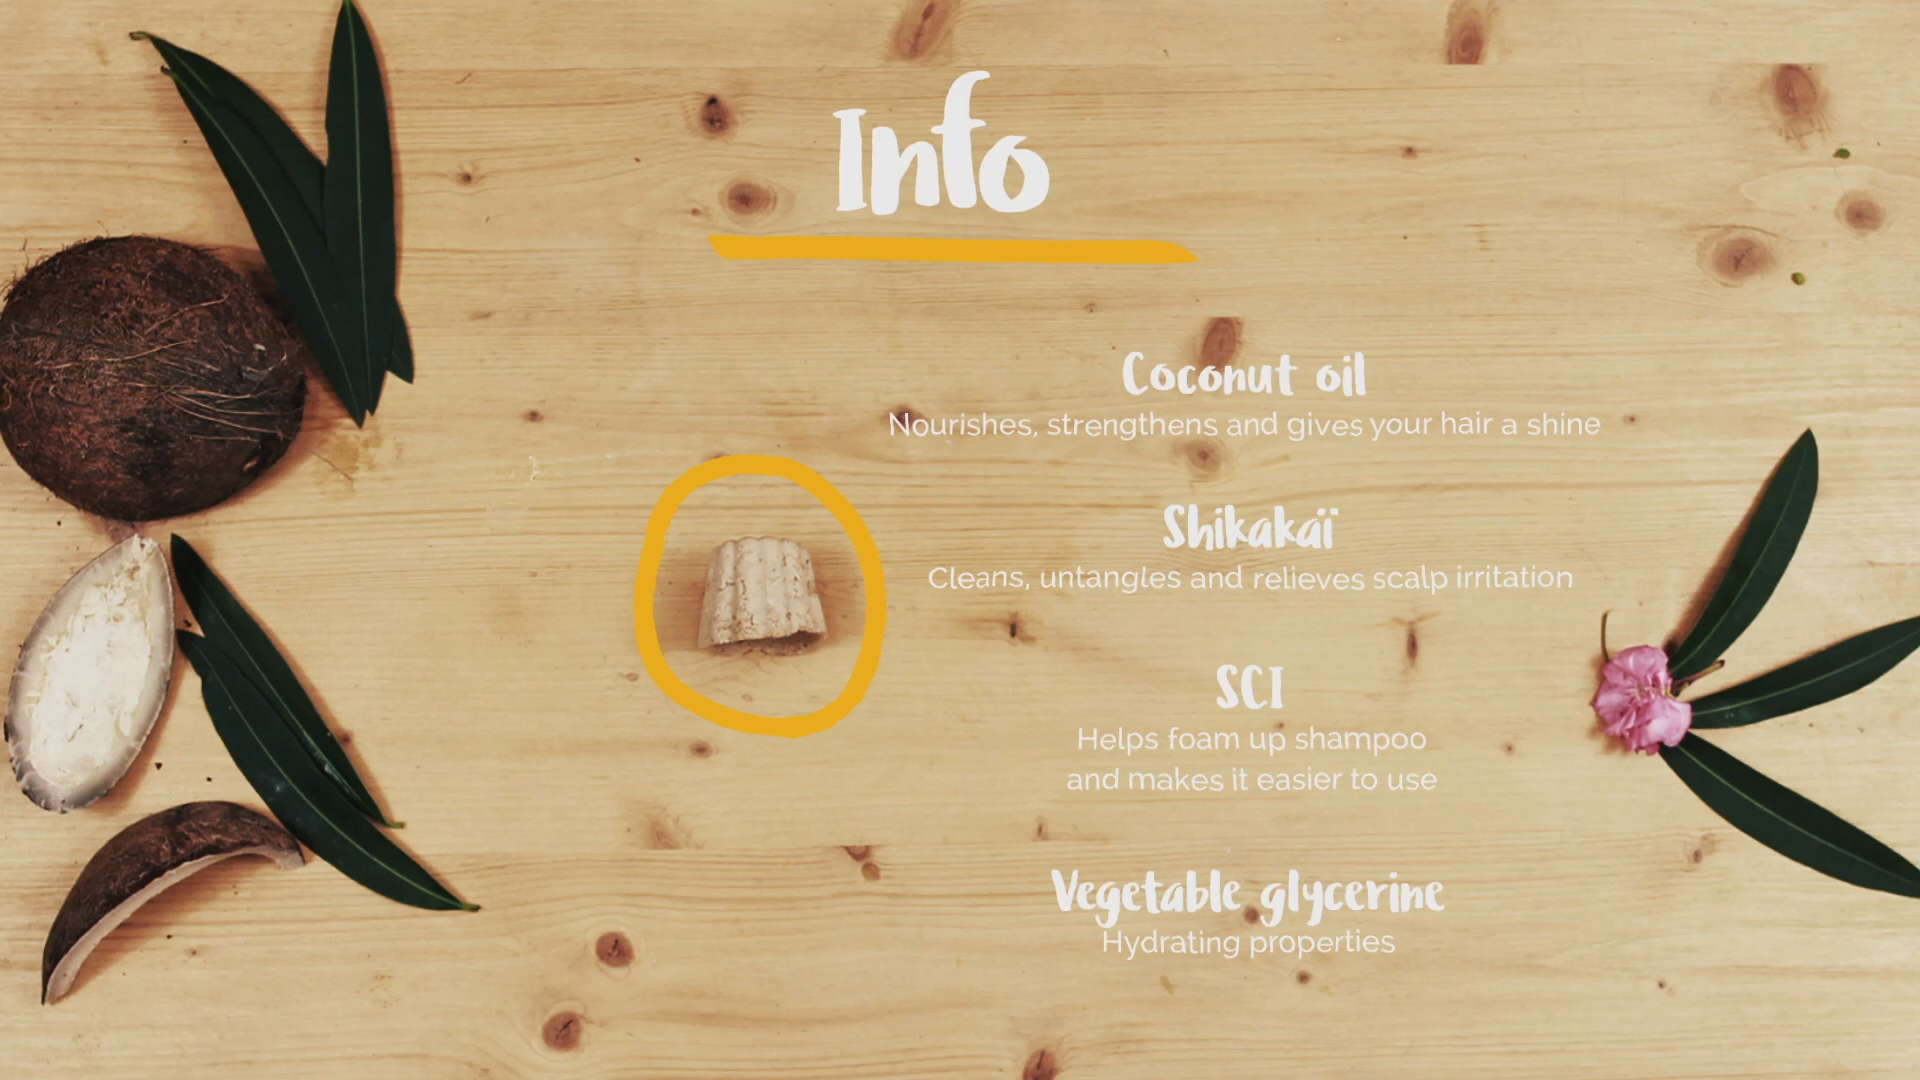 Info
Coconut oil
Nourishes, strengthens and gives your hair a shine
Shikakaï
Cleans, untangles and relieves scalp irritation
SCI
Helps foam up shampoo
and makes it easier to use
Vegetable glycerine
Hydrating properties